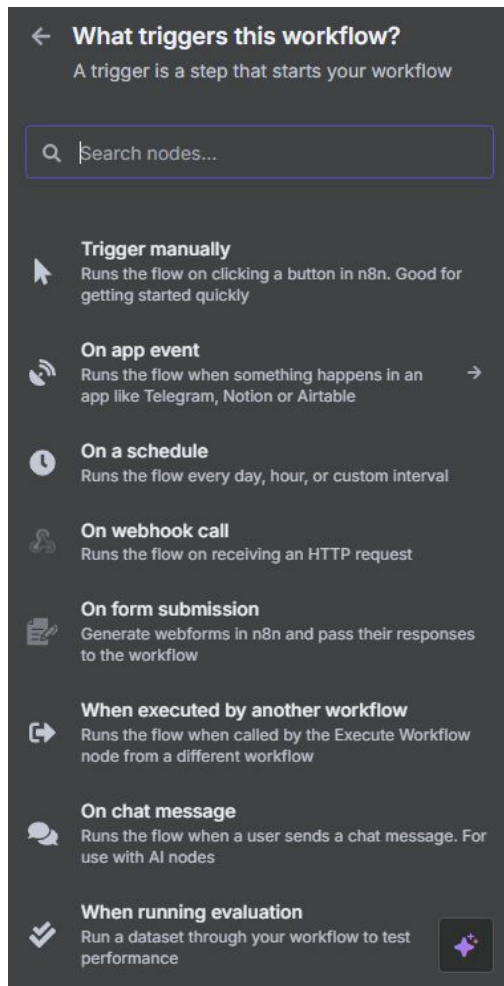 What triggers this workflow?
A trigger is a step that starts your workflow
Search nodes...
Trigger manually
Runs the flow on clicking a button in n8n. Good for
getting started quickly
On app event
Runs the flow when something happens in an
app like Telegram, Notion or Airtable
On a schedule
Runs the flow every day, hour, or custom interval
On webhook call
Runs the flow on receiving an HTTP request
On form submission
Generate webforms in n8n and pass their responses
to the workflow
When executed by another workflow
Runs the flow when called by the Execute Workflow
node from a different workflow
On chat message
Runs the flow when a user sends a chat message. For
use with AI nodes
When running evaluation
Run a dataset through your workflow to test
performance